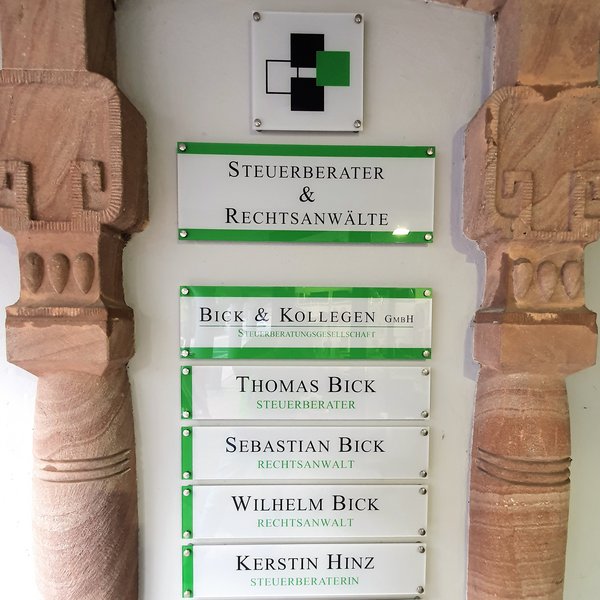 STEUERBERATER
&
RECHTSANWÄLTE
BICK & KOLLEGEN GMBH
STEUERBERATUNGSGESELLSCHAFT
THOMAS BICK
STEUERBERATER
SEBASTIAN BICK
RECHTSANWALT
WILHELM BICK
RECHTSANWALT
KERSTIN HINZ
STEUERBERATERIN